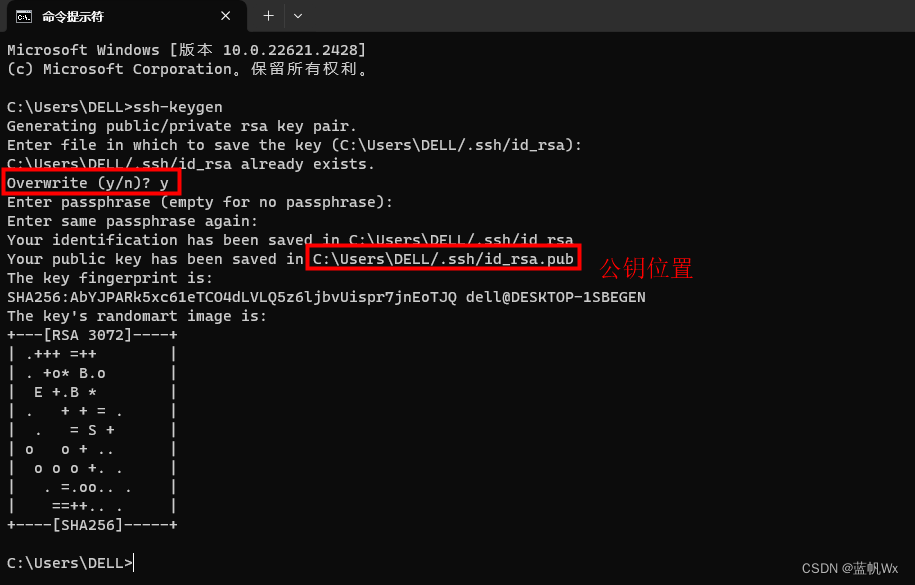 命令提示符
Microsoft Windows [版本 10.0.22621.2428]
(c) Microsoft Corporation。保留所有权利。
C:\Users\DELL>ssh-keygen
Generating public/private rsa key pair.
Enter file in which to save the key (C:\Users\DELL/.ssh/id_rsa):
C:\Users\DELL/.ssh/id_rsa already exists.
Overwrite (y/n)? y
Enter passphrase (empty for no passphrase):
Enter same passphrase again:
Your identification has been saved in C:\Users\DELL/.ssh/id_rsa
Your public key has been saved in C:\Users\DELL/.ssh/id_rsa.pub 公钥位置
The key fingerprint is:
SHA256:AbYJPARk5xc61eTCO4dLVLQ5z6ljbvUispr7jnEoTJQ dell@DESKTOP-1SBEGEN
The key's randomart image is:
+---[RSA 3072]----+
| .+++ =++        |
| . +o* B.o       |
|  E +.B *        |
| .   + + = .     |
|  .   = S +      |
| o   o + ..      |
|  o o o +. .     |
|   . =.oo.. .    |
|    ==++.. .     |
+----[SHA256]-----+
C:\Users\DELL>
CSDN @蓝帆Wx